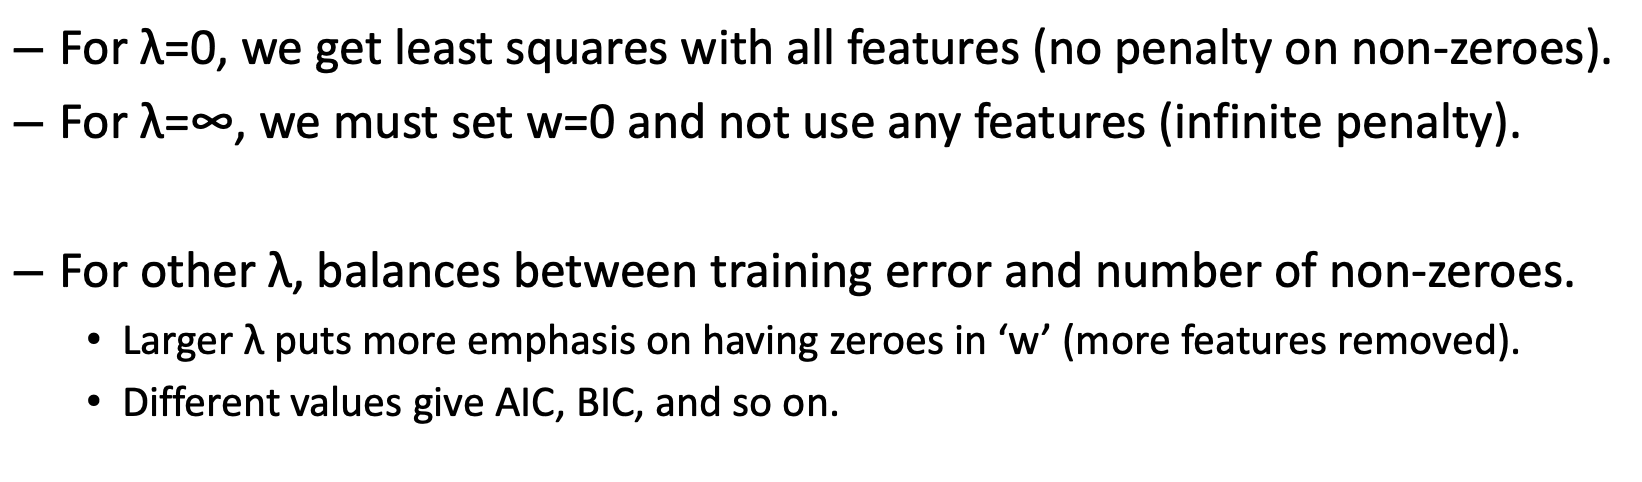 – For λ=0, we get least squares with all features (no penalty on non-zeroes).
– For λ=∞, we must set w=0 and not use any features (infinite penalty).
– For other λ, balances between training error and number of non-zeroes.
• Larger λ puts more emphasis on having zeroes in ‘w’ (more features removed).
• Different values give AIC, BIC, and so on.